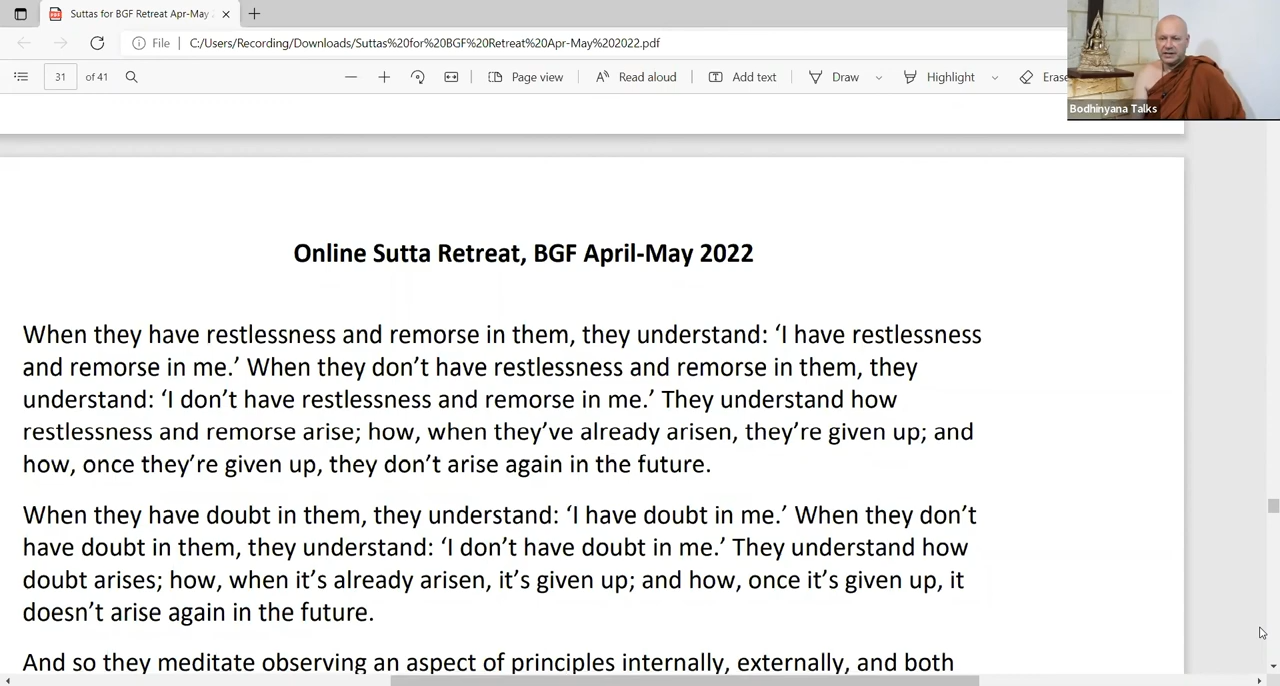 Suttas for BGF Retreat Apr-May
File
C:/Users/Recording/Downloads/Suttas%20for%20BGF%20Retreat%20Apr-May%202022.pdf
31 of 41
Page view
Read aloud
Add text
Draw
Highlight
Erase
Bodhinyana Talks
Online Sutta Retreat, BGF April-May 2022
When they have restlessness and remorse in them, they understand: ‘I have restlessness
and remorse in me.’ When they don’t have restlessness and remorse in them, they
understand: ‘I don’t have restlessness and remorse in me.’ They understand how
restlessness and remorse arise; how, when they’ve already arisen, they’re given up; and
how, once they’re given up, they don’t arise again in the future.
When they have doubt in them, they understand: ‘I have doubt in me.’ When they don’t
have doubt in them, they understand: ‘I don’t have doubt in me.’ They understand how
doubt arises; how, when it’s already arisen, it’s given up; and how, once it’s given up, it
doesn’t arise again in the future.
And so they meditate observing an aspect of principles internally, externally, and both